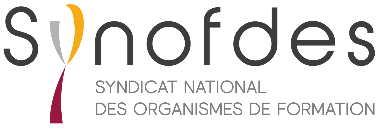 Synofdes
SYNDICAT NATIONAL
DES ORGANISMES DE FORMATION